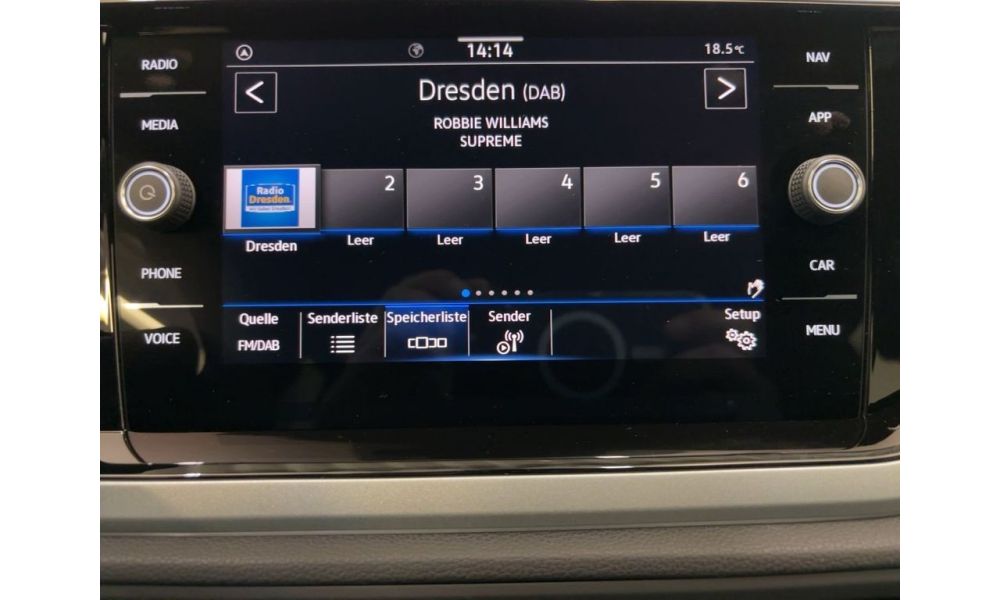 RADIO
MEDIA
PHONE
VOICE
14:14
18.5°C
Dresden (DAB)
ROBBIE WILLIAMS
SUPREME
Radio
Dresden.
2
3
4
5
6
Dresden
Leer
Leer
Leer
Leer
Leer
Quelle
FM/DAB
Senderliste
Speicherliste
Sender
Setup
NAV
APP
CAR
MENU